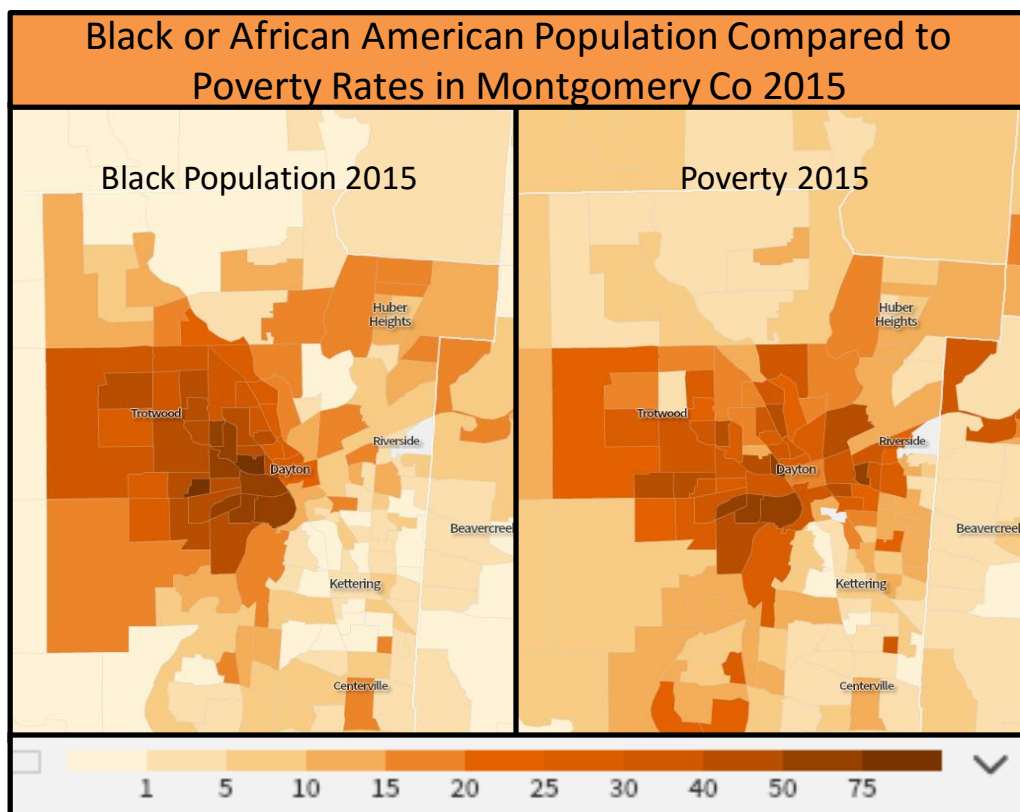 Black or African American Population Compared to
Poverty Rates in Montgomery Co 2015
Black Population 2015
Huber
Heights
Trotwood
Riverside
Dayton
Beavercreek
Kettering
Centerville
Poverty 2015
Huber
Heights
Trotwood
Riverside
Dayton
Beavercreek
Kettering
Centerville
1 5 10 15 20 25 30 40 50 75